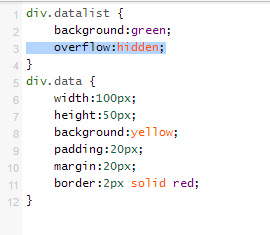 1 div.datalist {
2     background:green;
3     overflow:hidden;
4 }
5 div.data {
6     width:100px;
7     height:50px;
8     background:yellow;
9     padding:20px;
10     margin:20px;
11     border:2px solid red;
12 }